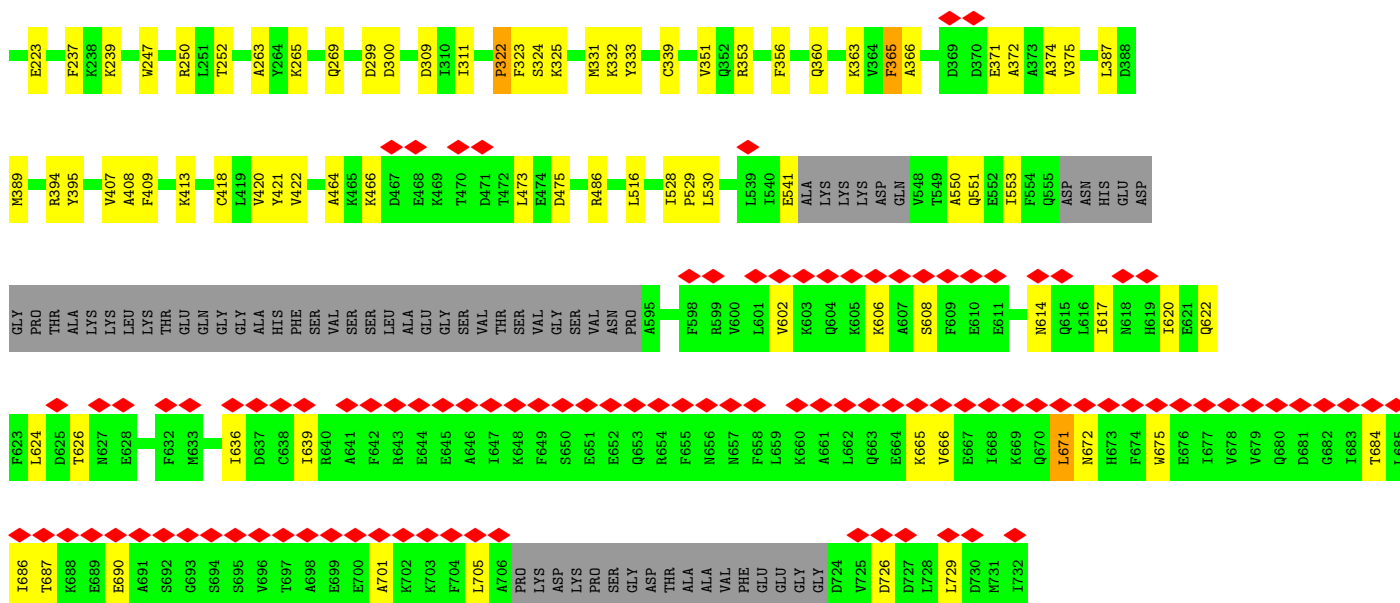 E223 F237 K238 K239 W247 R250 L251 T252 A263 Y264 K265 Q269 D299 D300 D309 I310 I311 P322 F323 S324 K325 M331 K332 Y333 C339 V351 Q352 R353 F356 Q360 K363 V364 F365 A366 D369 D370 E371 A372 A373 A374 V375 L387 D388
M389 R394 Y395 V407 A408 F409 K413 C418 L419 V420 Y421 V422 A464 K465 K466 D467 E468 K469 T470 D471 T472 L473 E474 D475 R486 L516 I528 P529 L530 L539 I540 E541 ALA LYS LYS LYS ASP GLN V548 T549 A550 Q551 E552 I553 F554 Q555 ASP ASN HIS GLU ASP
GLY PRO THR ALA LYS LYS LEU LYS THR GLU GLN GLY GLY ALA HIS PHE SER VAL SER SER LEU ALA GLU GLY SER VAL THR SER VAL GLY SER VAL ASN PRO A595 F598 R599 V600 L601 V602 K603 Q604 K605 K606 A607 S608 F609 E610 E611 N614 Q615 L616 I617 N618 H619 I620 E621 Q622
F623 L624 D625 T626 N627 E628 F632 M633 I636 D637 C638 I639 R640 A641 F642 R643 E644 E645 A646 I647 K648 F649 S650 E651 E652 Q653 R654 F655 N656 N657 F658 L659 K660 A661 L662 Q663 E664 K665 V666 E667 I668 K669 Q670 L671 N672 H673 F674 W675 E676 I677 V678 V679 Q680 D681 G682 I683 T684 L685
I686 T687 K688 E689 E690 A691 S692 G693 S694 S695 V696 T697 A698 E699 E700 A701 K702 K703 F704 L705 A706 PRO LYS ASP LYS PRO SER GLY ASP THR ALA ALA VAL PHE GLU GLU GLY GLY D724 V725 D726 D727 L728 L729 D730 M731 I732